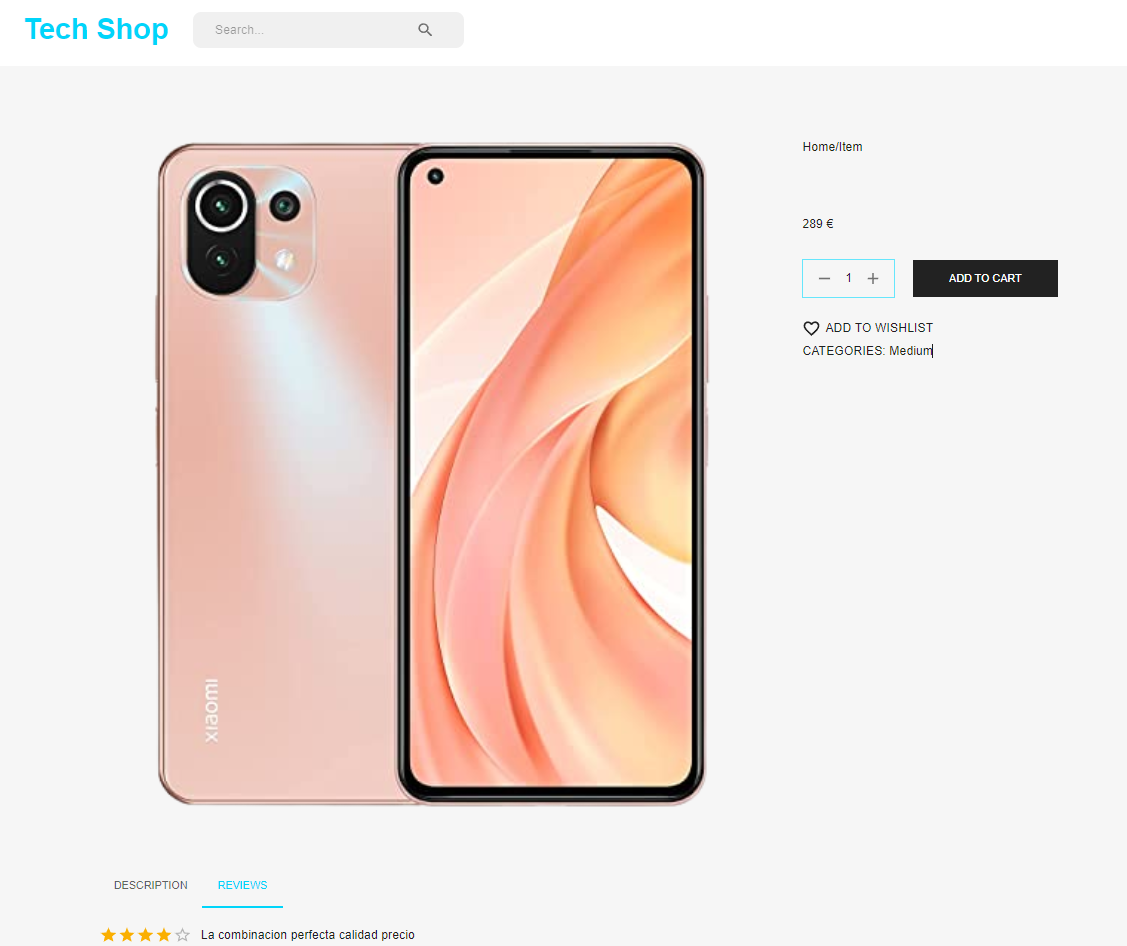 Tech Shop
Search...
Home/Item
289 €
1
ADD TO CART
ADD TO WISHLIST
CATEGORIES: Medium
xiaomi
DESCRIPTION
REVIEWS
La combinacion perfecta calidad precio